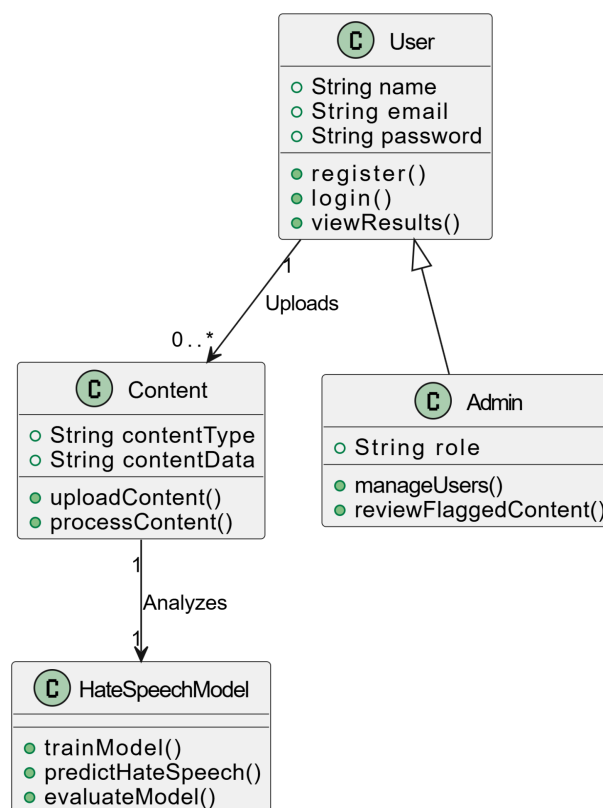 C User
String name
String email
String password
register()
login()
viewResults()
1
Uploads
0..*
C Content
String contentType
String contentData
uploadContent()
processContent()
C Admin
String role
manageUsers()
reviewFlaggedContent()
1
Analyzes
1
C HateSpeechModel
trainModel()
predictHateSpeech()
evaluateModel()